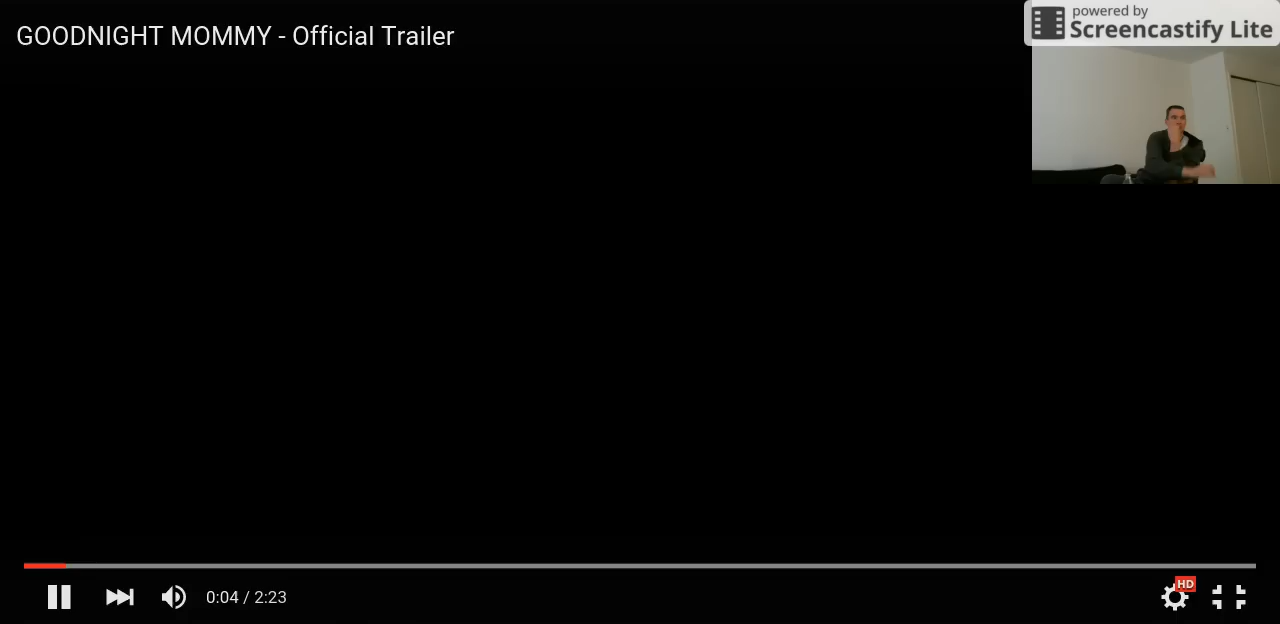 GOODNIGHT MOMMY - Official Trailer
powered by
Screencastify Lite
0:04 / 2:23
HD